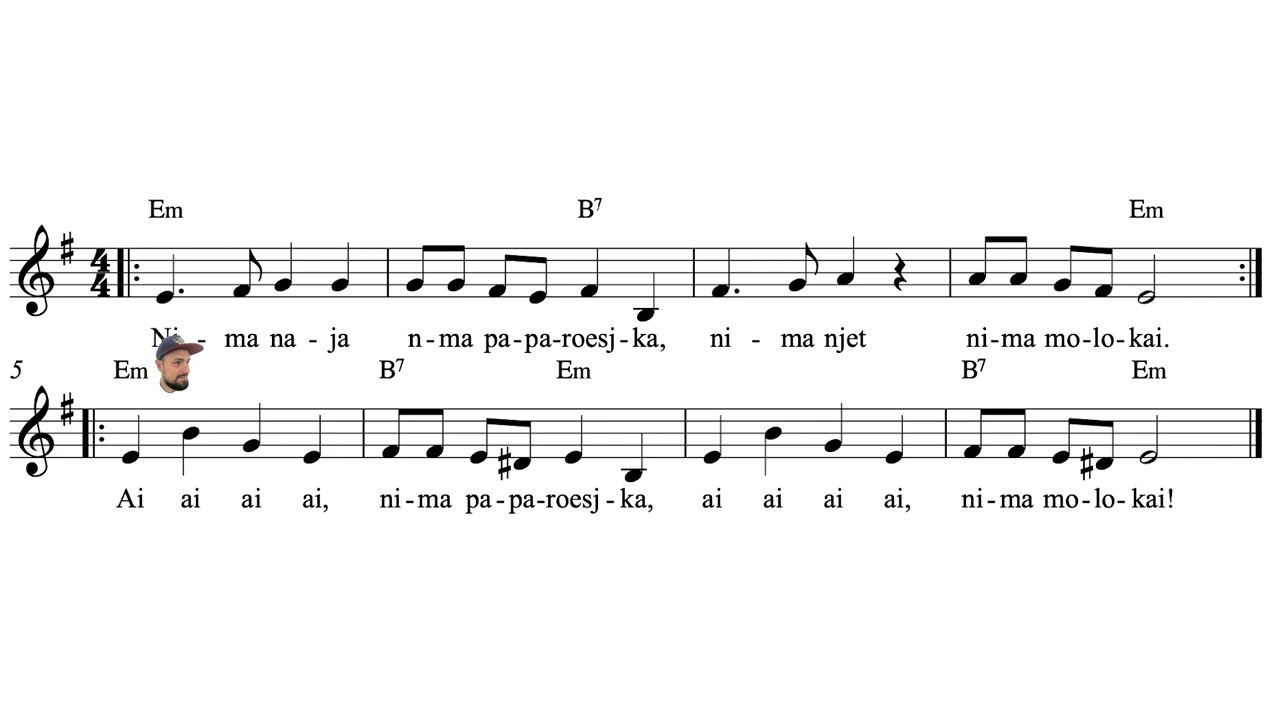 Em B7 Em
Ni - ma na - ja n - ma pa - pa - roesj - ka, ni - ma njet ni - ma mo - lo - kai.
5 Em B7 Em B7 Em
Ai ai ai ai, ni - ma pa - pa - roesj - ka, ai ai ai ai, ni - ma mo - lo - kai!